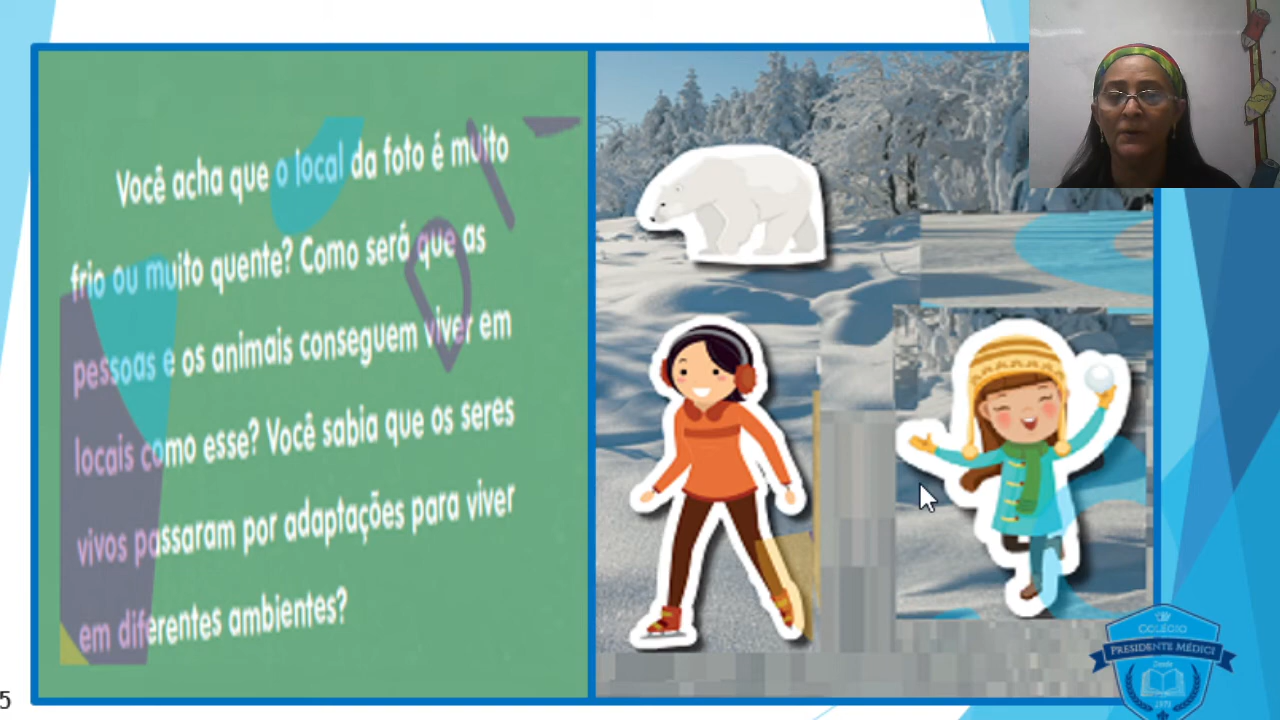 Você acha que o local da foto é muito
frio ou muito quente? Como será que as
pessoas e os animais conseguem viver em
locais como esse? Você sabia que os seres
vivos passaram por adaptações para viver
em diferentes ambientes?
5
COLÉGIO
PRESIDENTE MÉDICI
Desde
1971